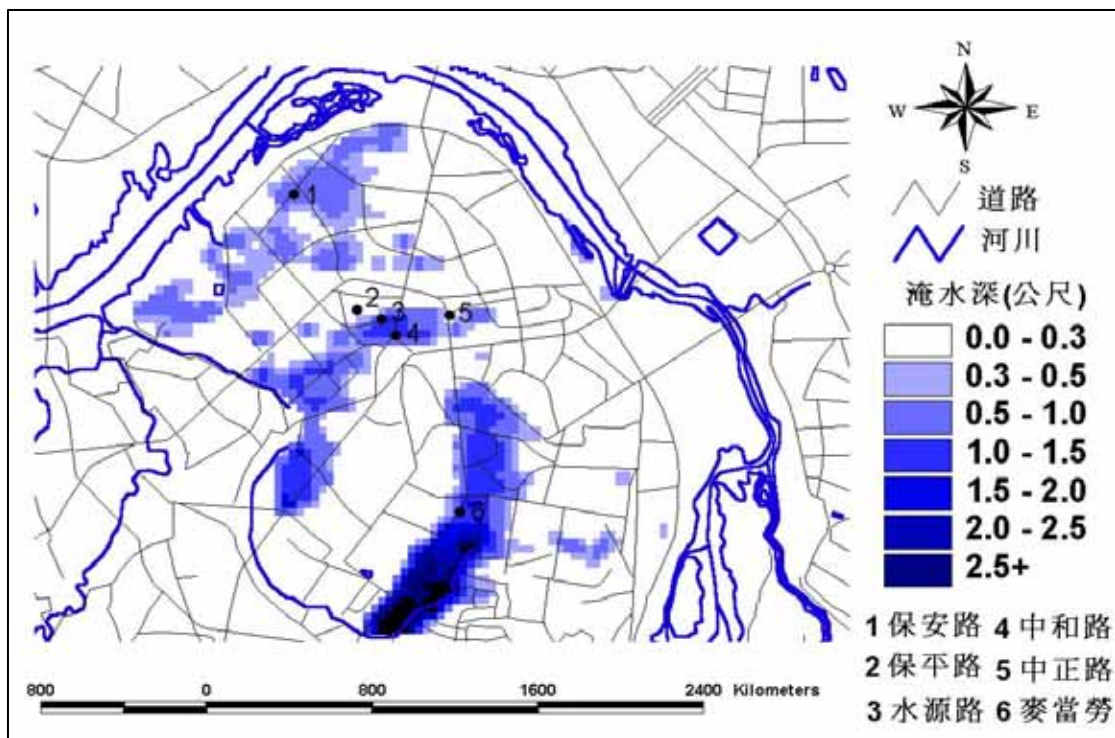 N
W E
S
道路
河川
淹水深(公尺)
0.0 - 0.3
0.3 - 0.5
0.5 - 1.0
1.0 - 1.5
1.5 - 2.0
2.0 - 2.5
2.5+
1
2
3
4
5
6
1 保安路 4 中和路
2 保平路 5 中正路
3 水源路 6 麥當勞
800 0 800 1600 2400 Kilometers